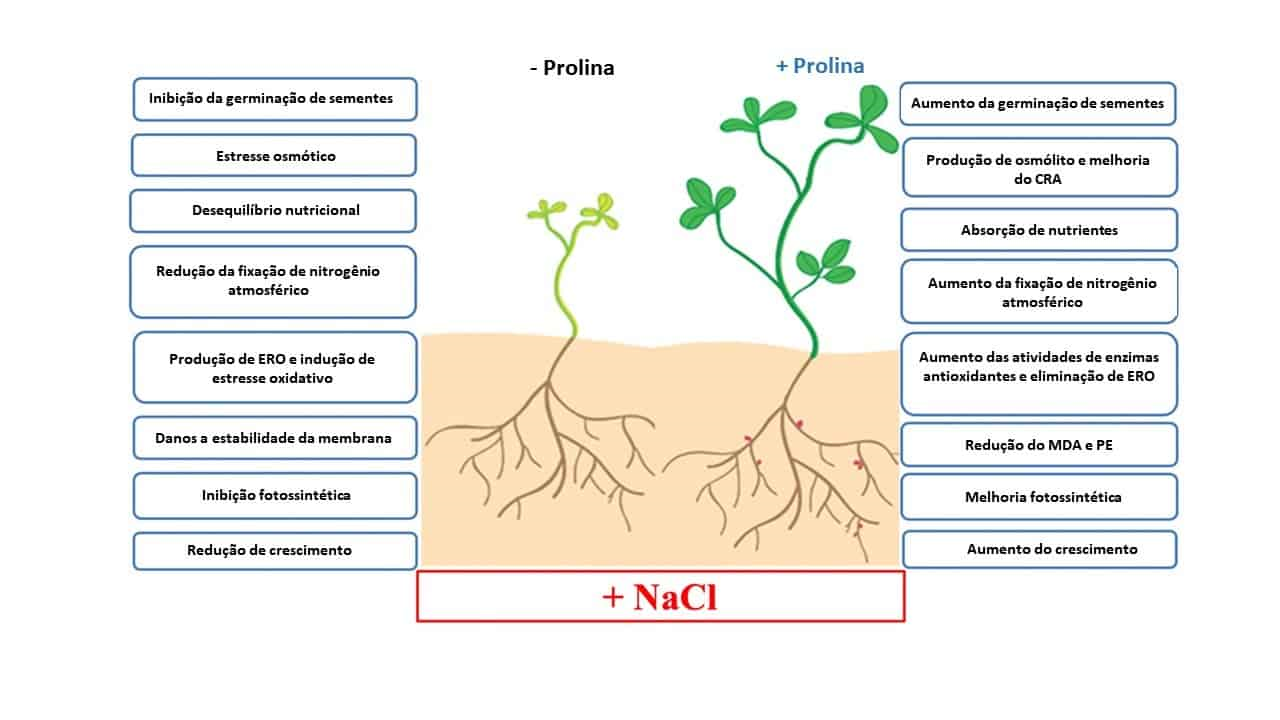 - Prolina
+ Prolina
Inibição da germinação de sementes
Estresse osmótico
Desequilíbrio nutricional
Redução da fixação de nitrogênio
atmosférico
Produção de ERO e indução de
estresse oxidativo
Danos a estabilidade da membrana
Inibição fotossintética
Redução de crescimento
Aumento da germinação de sementes
Produção de osmólito e melhoria
do CRA
Absorção de nutrientes
Aumento da fixação de nitrogênio
atmosférico
Aumento das atividades de enzimas
antioxidantes e eliminação de ERO
Redução do MDA e PE
Melhoria fotossintética
Aumento do crescimento
+ NaCl